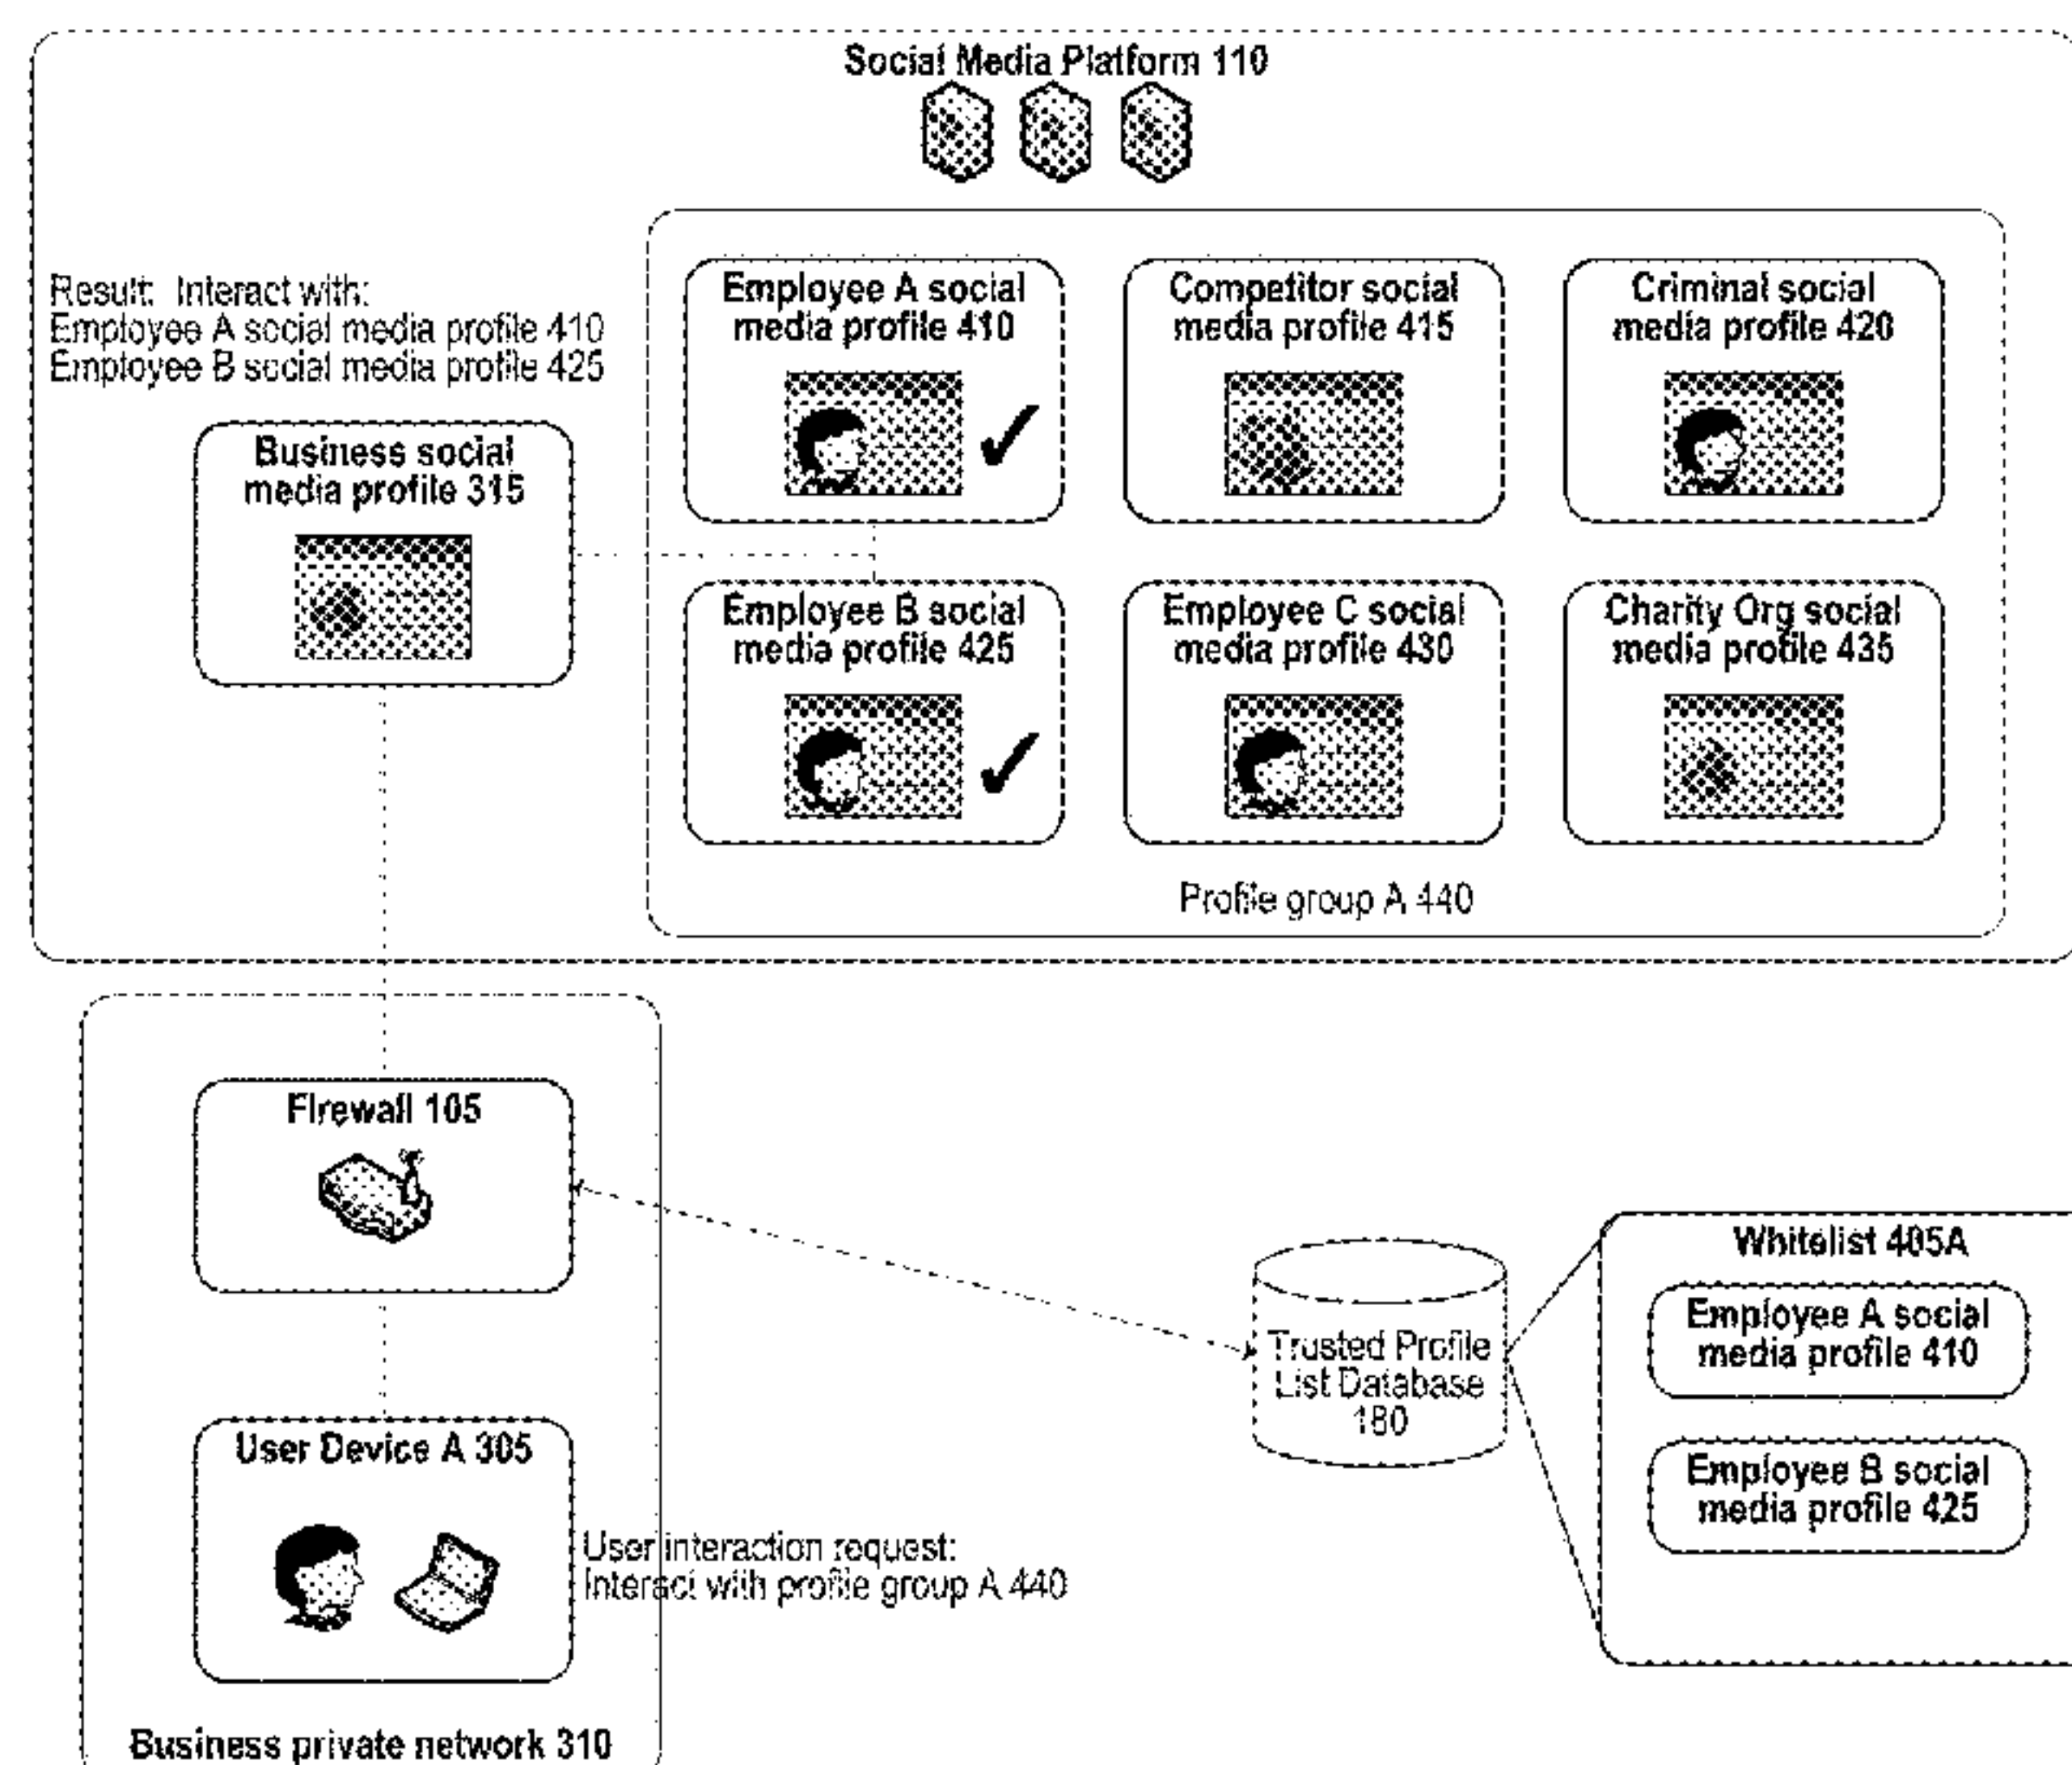 Social Media Platform 110
Result: Interact with:
Employee A social media profile 410
Employee B social media profile 425
Business social
media profile 315
Employee A social
media profile 410
Competitor social
media profile 415
Criminal social
media profile 420
Employee B social
media profile 425
Employee C social
media profile 430
Charity Org social
media profile 435
Profile group A 440
Firewall 105
User Device A 305
User interaction request:
Interact with profile group A 440
Business private network 310
Trusted Profile
List Database
180
Whitelist 405A
Employee A social
media profile 410
Employee B social
media profile 425